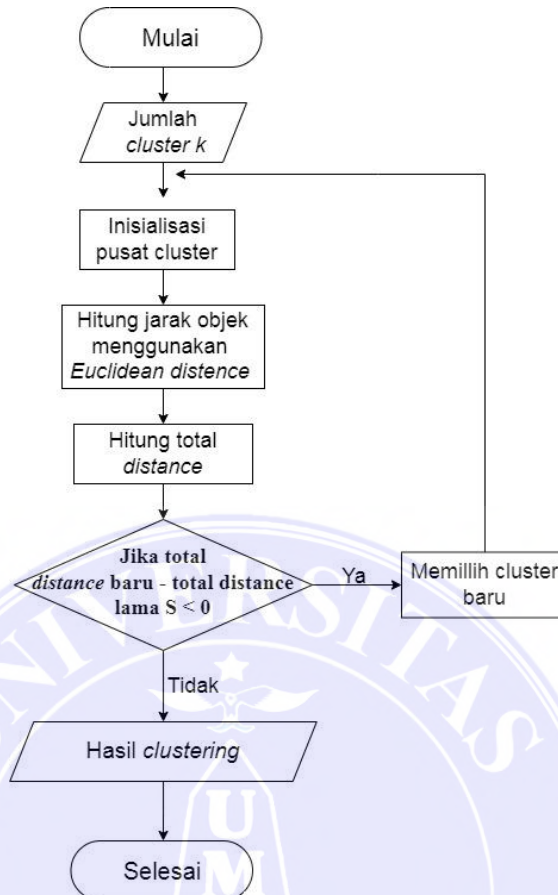 Mulai
Jumlah
cluster k
Inisialisasi
pusat cluster
Hitung jarak objek
menggunakan
Euclidean distence
Hitung total
distance
Jika total
distance baru - total distance
lama S < 0
Ya
Memillih cluster
baru
Tidak
Hasil clustering
Selesai
UNIVERSITAS
U
M